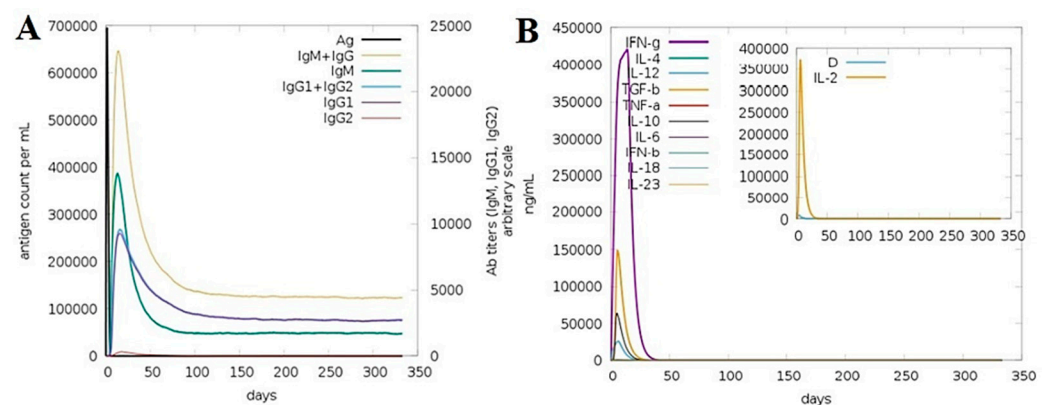 A
700000
600000
500000
400000
300000
200000
100000
0
antigen count per mL
Ag
IgM+IgG
IgM
IgG1+IgG2
IgG1
IgG2
25000
20000
15000
10000
5000
0
Ab titers (IgM, IgG1, IgG2)
arbitrary scale
0 50 100 150 200 250 300 350
days
B
450000
400000
350000
300000
250000
200000
150000
100000
50000
0
ng/mL
IFN-g
IL-4
IL-12
TGF-b
TNF-a
IL-10
IL-6
IFN-b
IL-18
IL-23
0 50 100 150 200 250 300 350
days
400000
350000
300000
250000
200000
150000
100000
50000
0
D
IL-2
0 50 100 150 200 250 300 350